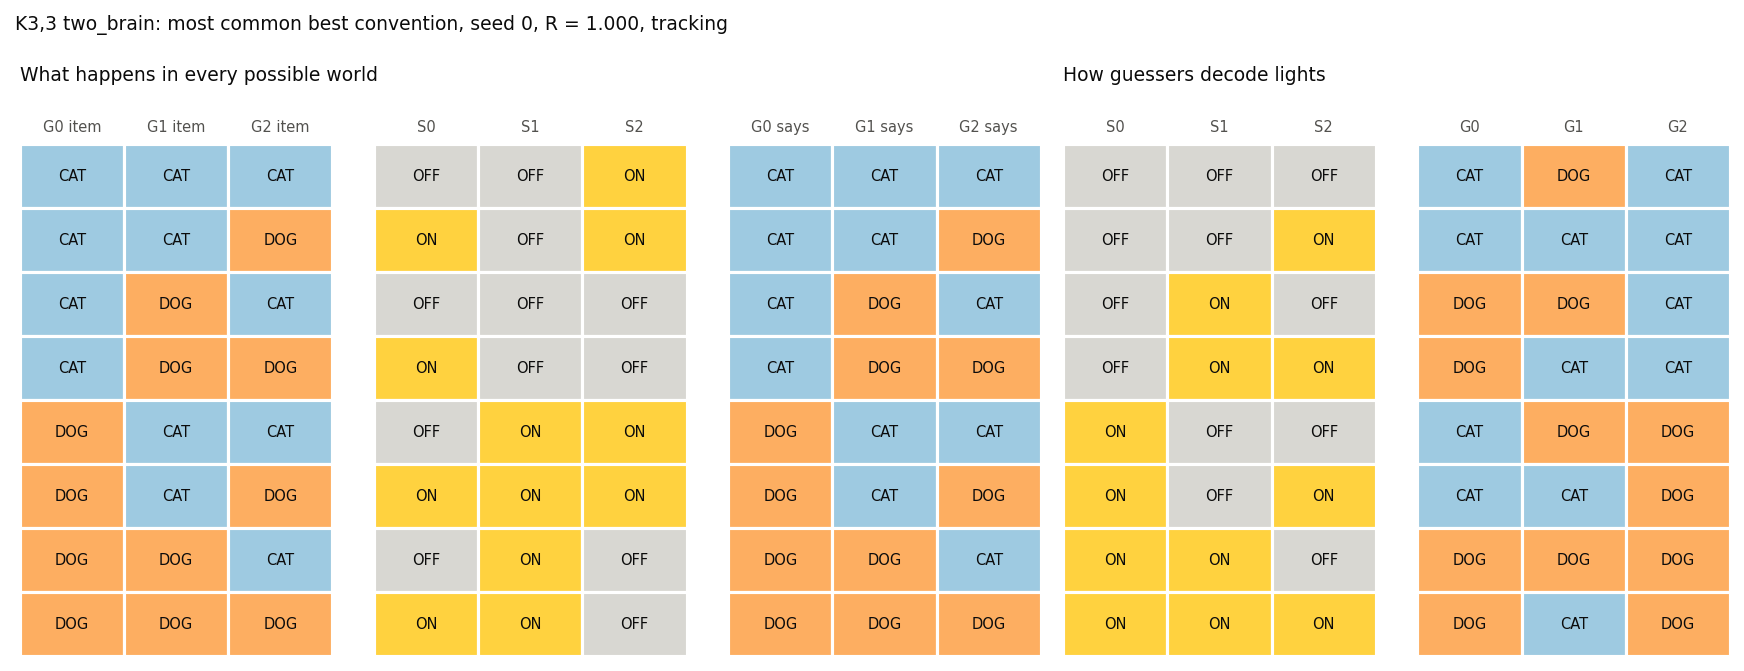 K3,3 two_brain: most common best convention, seed 0, R = 1.000, tracking
What happens in every possible world How guessers decode lights
G0 item G1 item G2 item S0 S1 S2 G0 says G1 says G2 says S0 S1 S2 G0 G1 G2
CAT CAT CAT OFF OFF ON CAT CAT CAT OFF OFF OFF CAT DOG CAT
CAT CAT DOG ON OFF ON CAT CAT DOG OFF OFF ON CAT CAT CAT
CAT DOG CAT OFF OFF OFF CAT DOG CAT OFF ON OFF DOG DOG CAT
CAT DOG DOG ON OFF OFF CAT DOG DOG OFF ON ON DOG CAT CAT
DOG CAT CAT OFF ON ON DOG CAT CAT ON OFF OFF CAT DOG DOG
DOG CAT DOG ON ON ON DOG CAT DOG ON OFF ON CAT CAT DOG
DOG DOG CAT OFF ON OFF DOG DOG CAT ON ON OFF DOG DOG DOG
DOG DOG DOG ON ON OFF DOG DOG DOG ON ON ON DOG CAT DOG